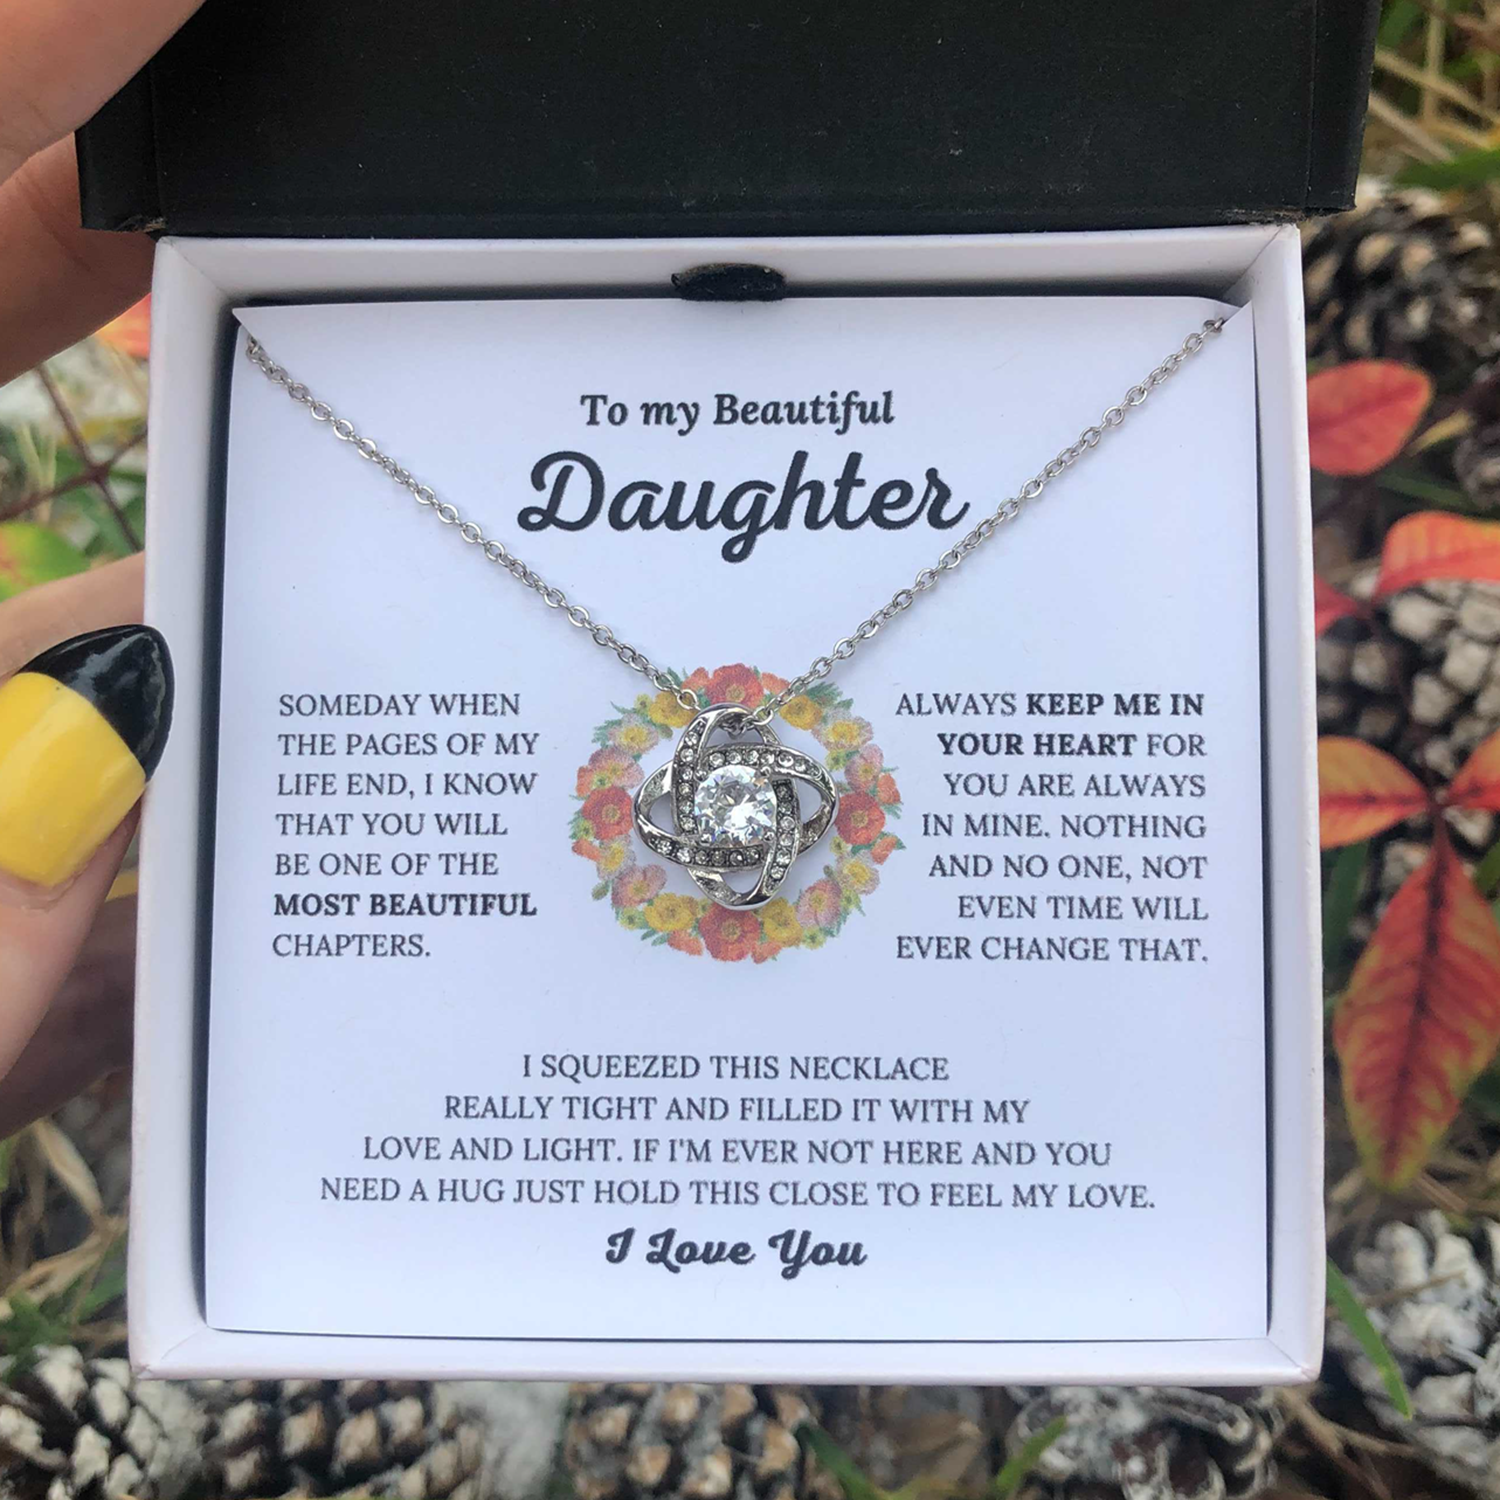 To my Beautiful
Daughter
SOMEDAY WHEN
THE PAGES OF MY
LIFE END, I KNOW
THAT YOU WILL
BE ONE OF THE
MOST BEAUTIFUL
CHAPTERS.
ALWAYS KEEP ME IN
YOUR HEART FOR
YOU ARE ALWAYS
IN MINE. NOTHING
AND NO ONE, NOT
EVEN TIME WILL
EVER CHANGE THAT.
I SQUEEZED THIS NECKLACE
REALLY TIGHT AND FILLED IT WITH MY
LOVE AND LIGHT. IF I'M EVER NOT HERE AND YOU
NEED A HUG JUST HOLD THIS CLOSE TO FEEL MY LOVE.
I Love You